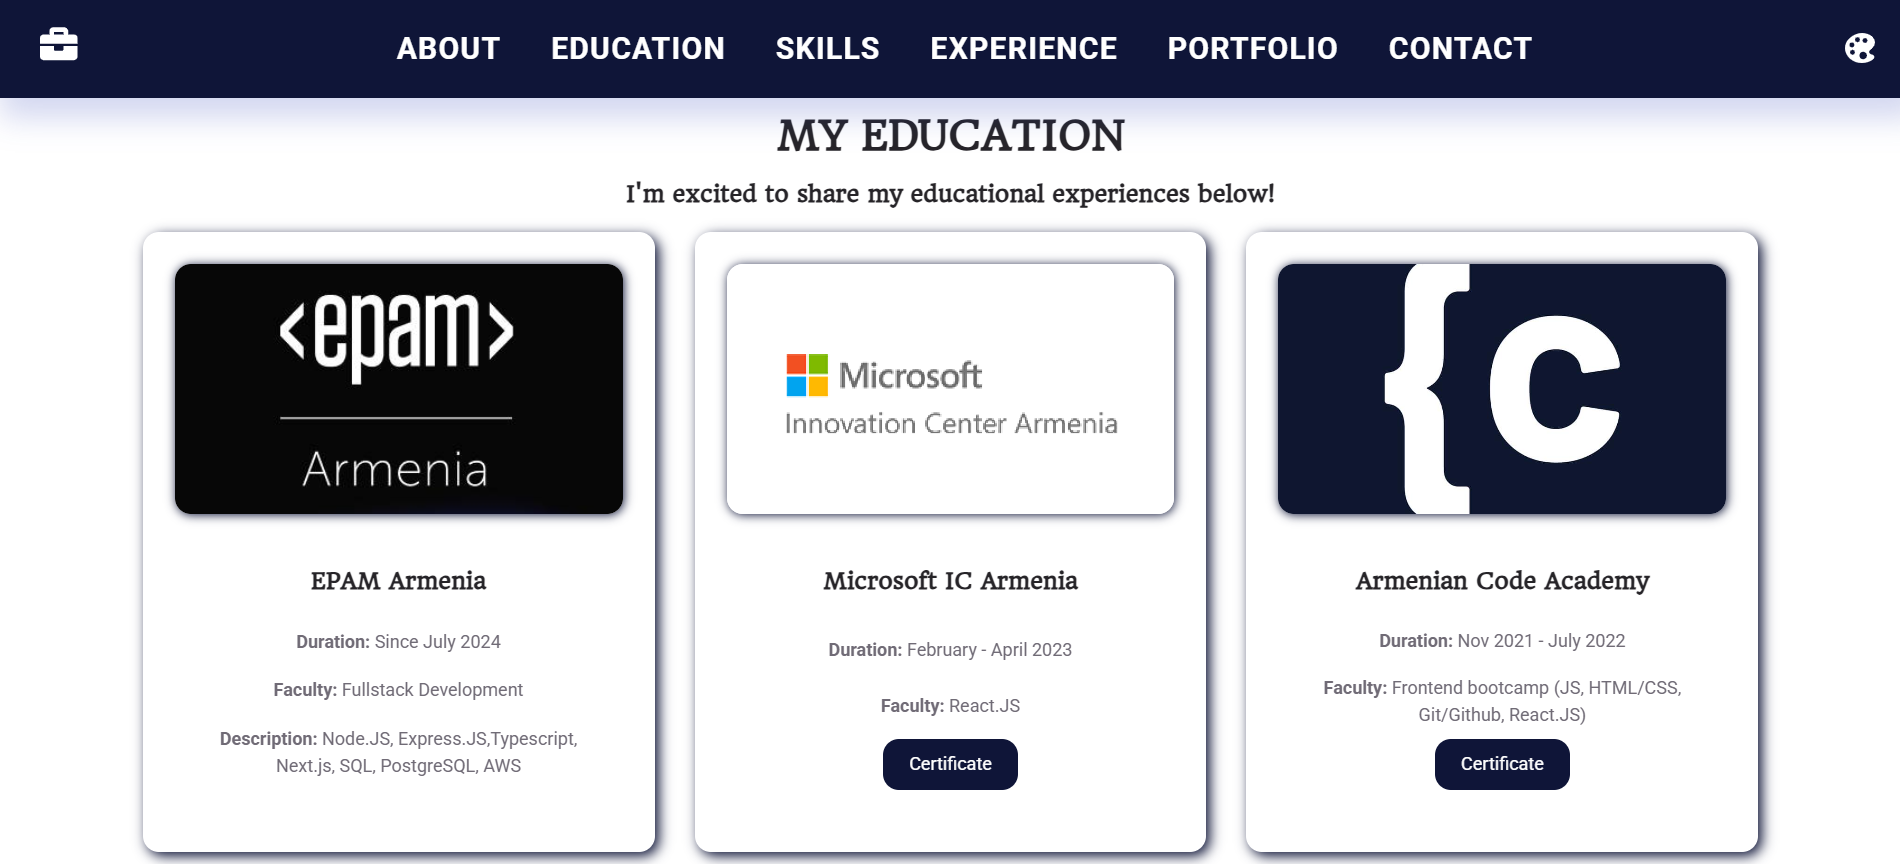 ABOUT EDUCATION SKILLS EXPERIENCE PORTFOLIO CONTACT
MY EDUCATION
I'm excited to share my educational experiences below!
<epam>
Armenia
EPAM Armenia
Duration: Since July 2024
Faculty: Fullstack Development
Description: Node.JS, Express.JS,Typescript,
Next.js, SQL, PostgreSQL, AWS
Microsoft
Innovation Center Armenia
Microsoft IC Armenia
Duration: February - April 2023
Faculty: React.JS
Certificate
{c
Armenian Code Academy
Duration: Nov 2021 - July 2022
Faculty: Frontend bootcamp (JS, HTML/CSS,
Git/Github, React.JS)
Certificate